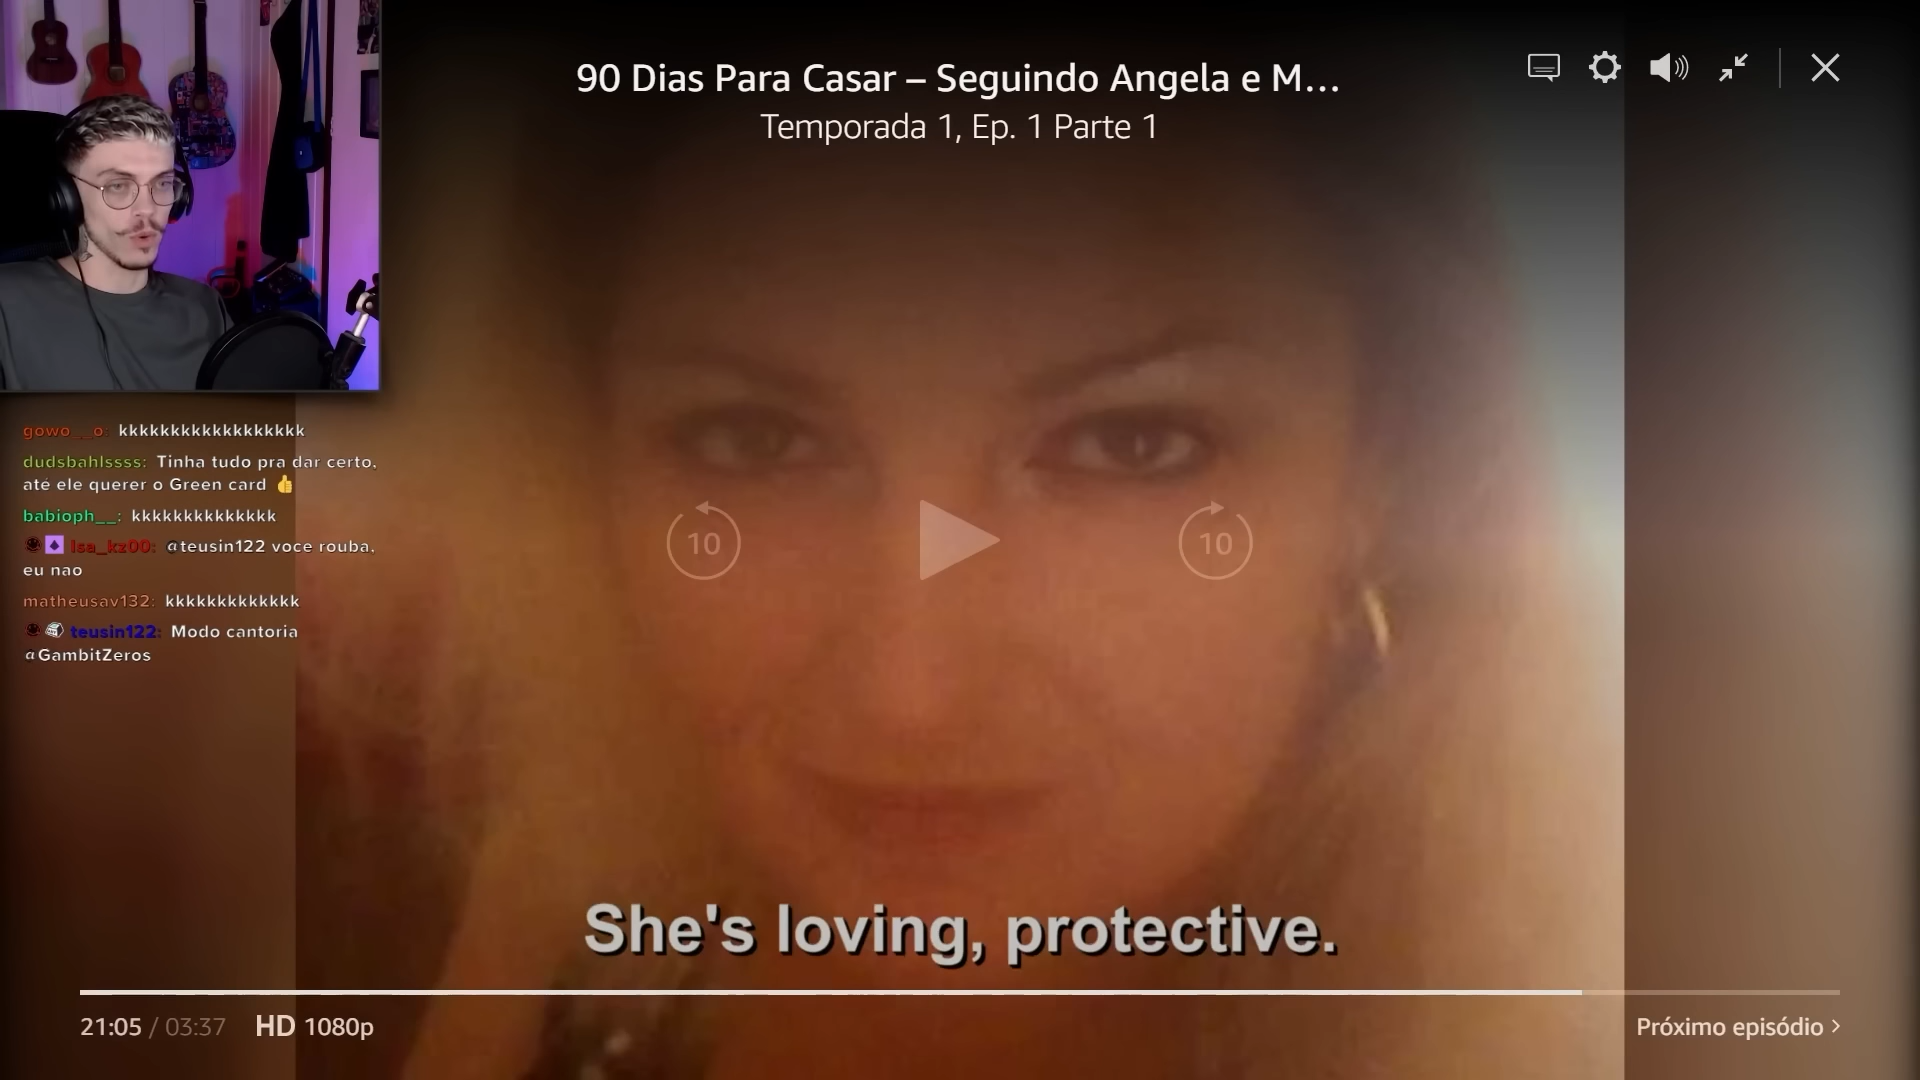 90 Dias Para Casar – Seguindo Angela e M...
Temporada 1, Ep. 1 Parte 1
gowo__o: kkkkkkkkkkkkkkkkkk
dudsbahlssss: Tinha tudo pra dar certo,
até ele querer o Green card 👍
babioph__: kkkkkkkkkkkkkk
Isa_kz00: @teusin122 voce rouba,
eu nao
matheusav132: kkkkkkkkkkkkk
teusin122: Modo cantoria
@GambitZeros
10
10
She's loving, protective.
21:05 / 03:37 HD 1080p
Próximo episódio >